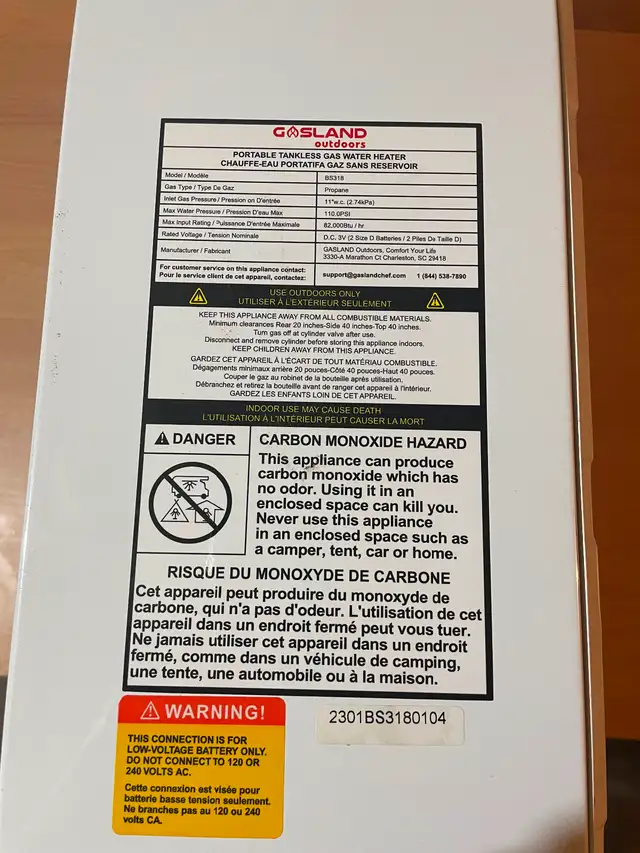 GASLAND
outdoors
PORTABLE TANKLESS GAS WATER HEATER
CHAUFFE-EAU PORTATIFA GAZ SANS RESERVOIR
Model / Modèle BS318
Gas Type / Type De Gaz Propane
Inlet Gas Pressure / Pression D'entrée 11"w.c. (2.74kPa)
Max Water Pressure / Pression D'eau Max 110.0PSI
Max Input Rating / Puissance D'entrée Maximale 82,000Btu / hr
Rated Voltage / Tension Nominale D.C. 3V (2 Size D Batteries / 2 Piles De Taille D)
Manufacturer / Fabricant GASLAND Outdoors, Comfort Your Life
3330-A Marathon Ct Charleston, SC 29418
For customer service on this appliance contact:
Pour le service client de cet appareil, contactez: support@gaslandchef.com 1 (844) 538-7890
USE OUTDOORS ONLY
UTILISER À L'EXTÉRIEUR SEULEMENT
KEEP THIS APPLIANCE AWAY FROM ALL COMBUSTIBLE MATERIALS.
Minimum clearances Rear 20 inches-Side 40 inches-Top 40 inches.
Turn gas off at cylinder valve after use.
Disconnect and remove cylinder before storing this appliance indoors.
KEEP CHILDREN AWAY FROM THIS APPLIANCE.
GARDEZ CET APPAREIL À L'ÉCART DE TOUT MATÉRIAU COMBUSTIBLE.
Dégagements minimaux arrière 20 pouces-Côté 40 pouces-Haut 40 pouces.
Couper le gaz au robinet de la bouteille après utilisation.
Débranchez et retirez la bouteille avant de ranger cet appareil à l'intérieur.
GARDEZ LES ENFANTS LOIN DE CET APPAREIL.
INDOOR USE MAY CAUSE DEATH
L'UTILISATION À L'INTÉRIEUR PEUT CAUSER LA MORT
DANGER
CARBON MONOXIDE HAZARD
This appliance can produce
carbon monoxide which has
no odor. Using it in an
enclosed space can kill you.
Never use this appliance
in an enclosed space such as
a camper, tent, car or home.
RISQUE DU MONOXYDE DE CARBONE
Cet appareil peut produire du monoxyde de
carbone, qui n'a pas d'odeur. L'utilisation de cet
appareil dans un endroit fermé peut vous tuer.
Ne jamais utiliser cet appareil dans un endroit
fermé, comme dans un véhicule de camping,
une tente, une automobile ou à la maison.
WARNING!
THIS CONNECTION IS FOR
LOW-VOLTAGE BATTERY ONLY.
DO NOT CONNECT TO 120 OR
240 VOLTS AC.
Cette connexion est visée pour
batterie basse tension seulement.
Ne branches pas au 120 ou 240
volts CA.
2301BS3180104